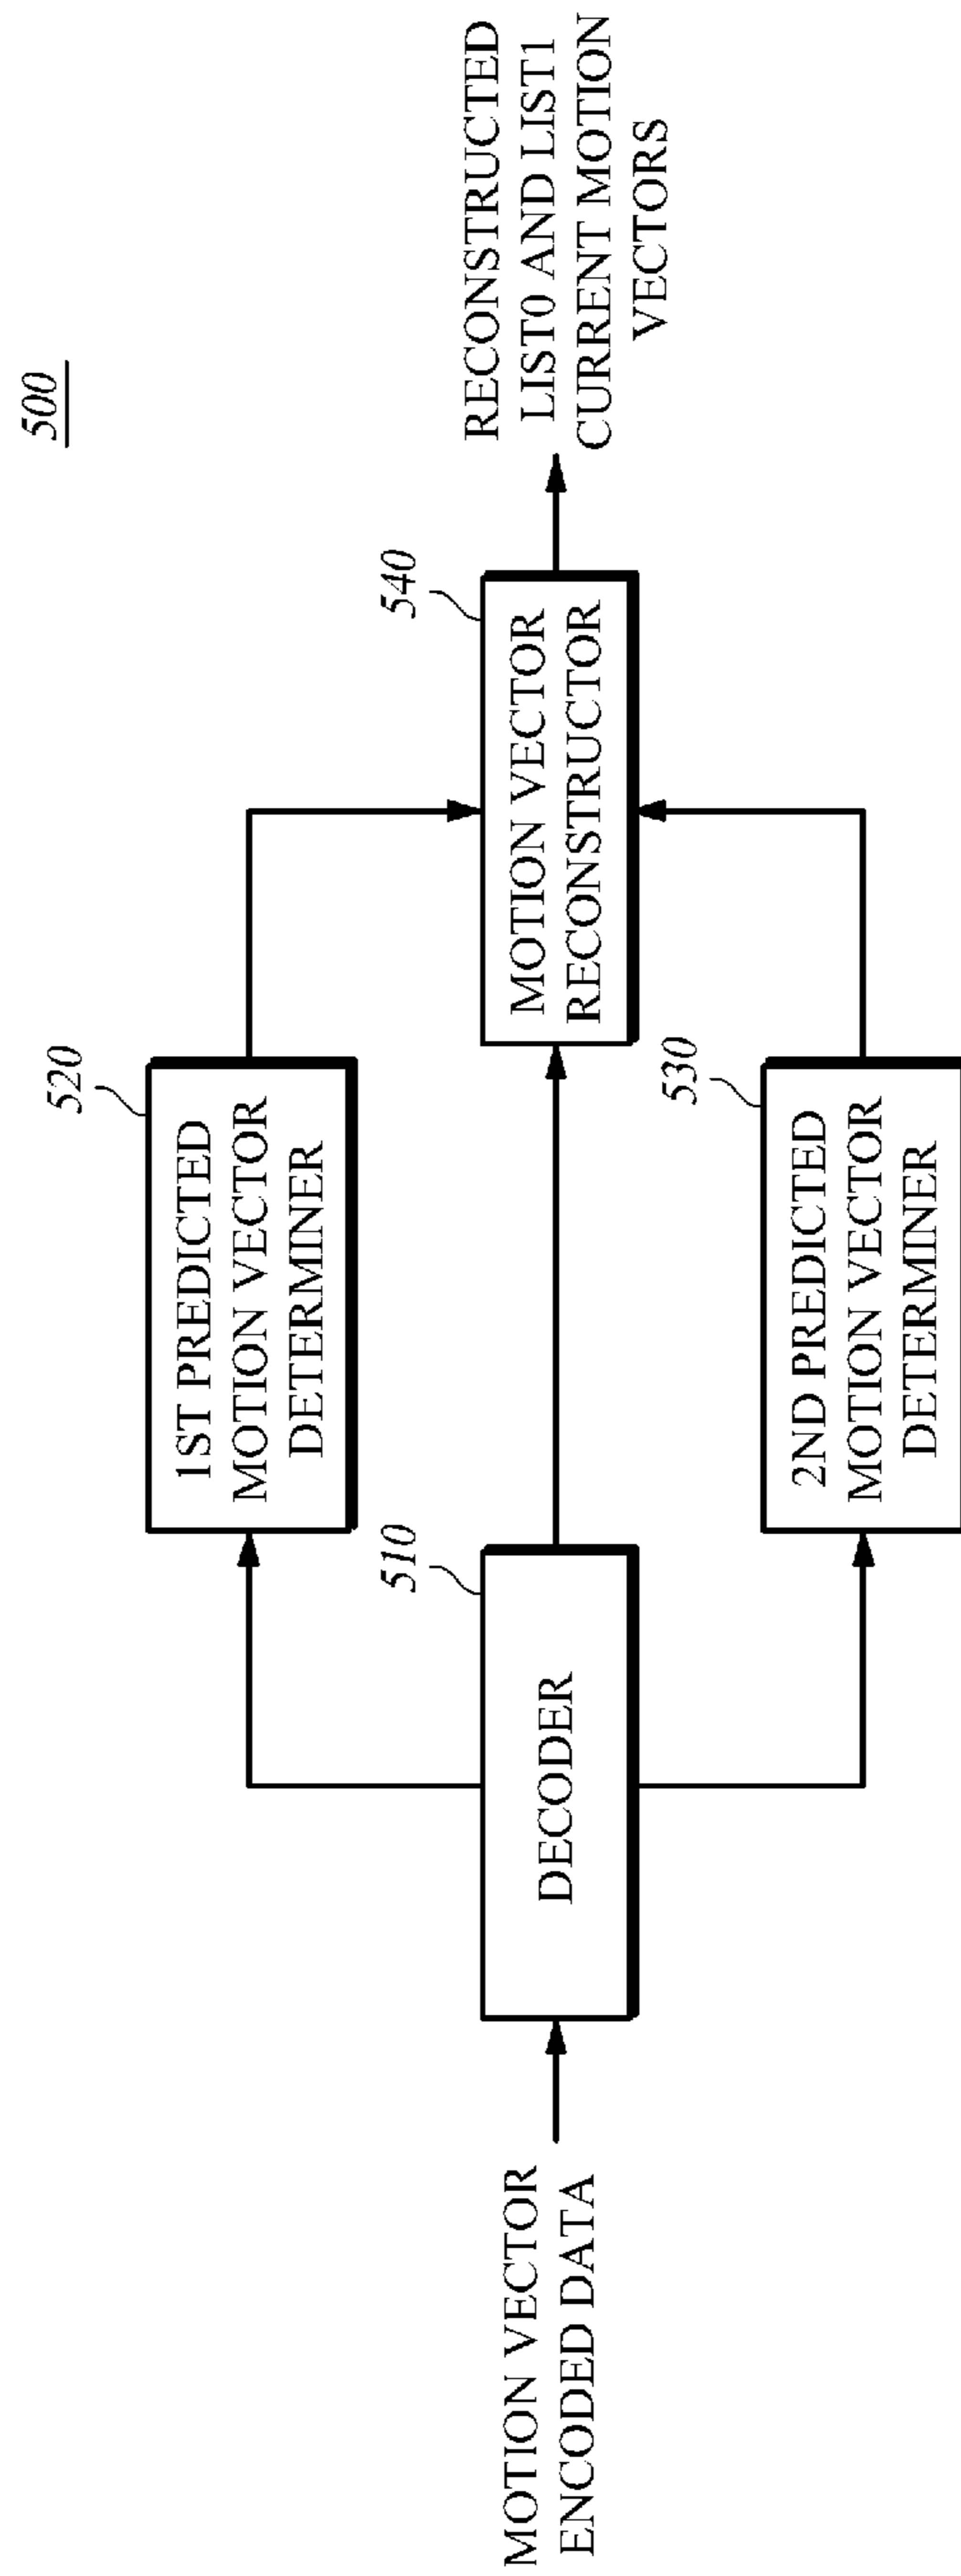 500
MOTION VECTOR
ENCODED DATA
510
DECODER
520
1ST PREDICTED
MOTION VECTOR
DETERMINER
530
2ND PREDICTED
MOTION VECTOR
DETERMINER
540
MOTION VECTOR
RECONSTRUCTOR
RECONSTRUCTED
LIST0 AND LIST1
CURRENT MOTION
VECTORS